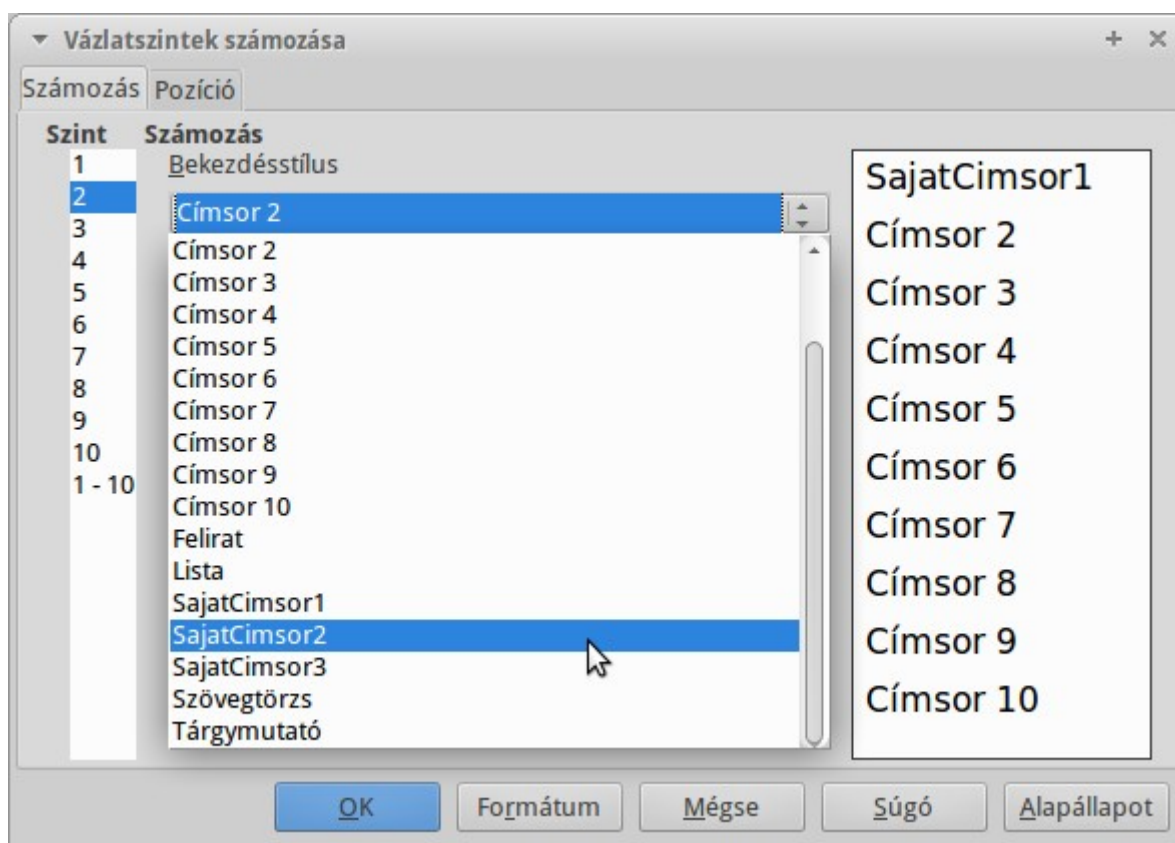 Vázlatszintek számozása
Számozás Pozíció
Szint Számozás
Bekezdésstílus
1
2
3
4
5
6
7
8
9
10
1 - 10
Címsor 2
Címsor 2
Címsor 3
Címsor 4
Címsor 5
Címsor 6
Címsor 7
Címsor 8
Címsor 9
Címsor 10
Felirat
Lista
SajatCimsor1
SajatCimsor2
SajatCimsor3
Szövegtörzs
Tárgymutató
SajatCimsor1
Címsor 2
Címsor 3
Címsor 4
Címsor 5
Címsor 6
Címsor 7
Címsor 8
Címsor 9
Címsor 10
OK Formátum Mégse Súgó Alapállapot